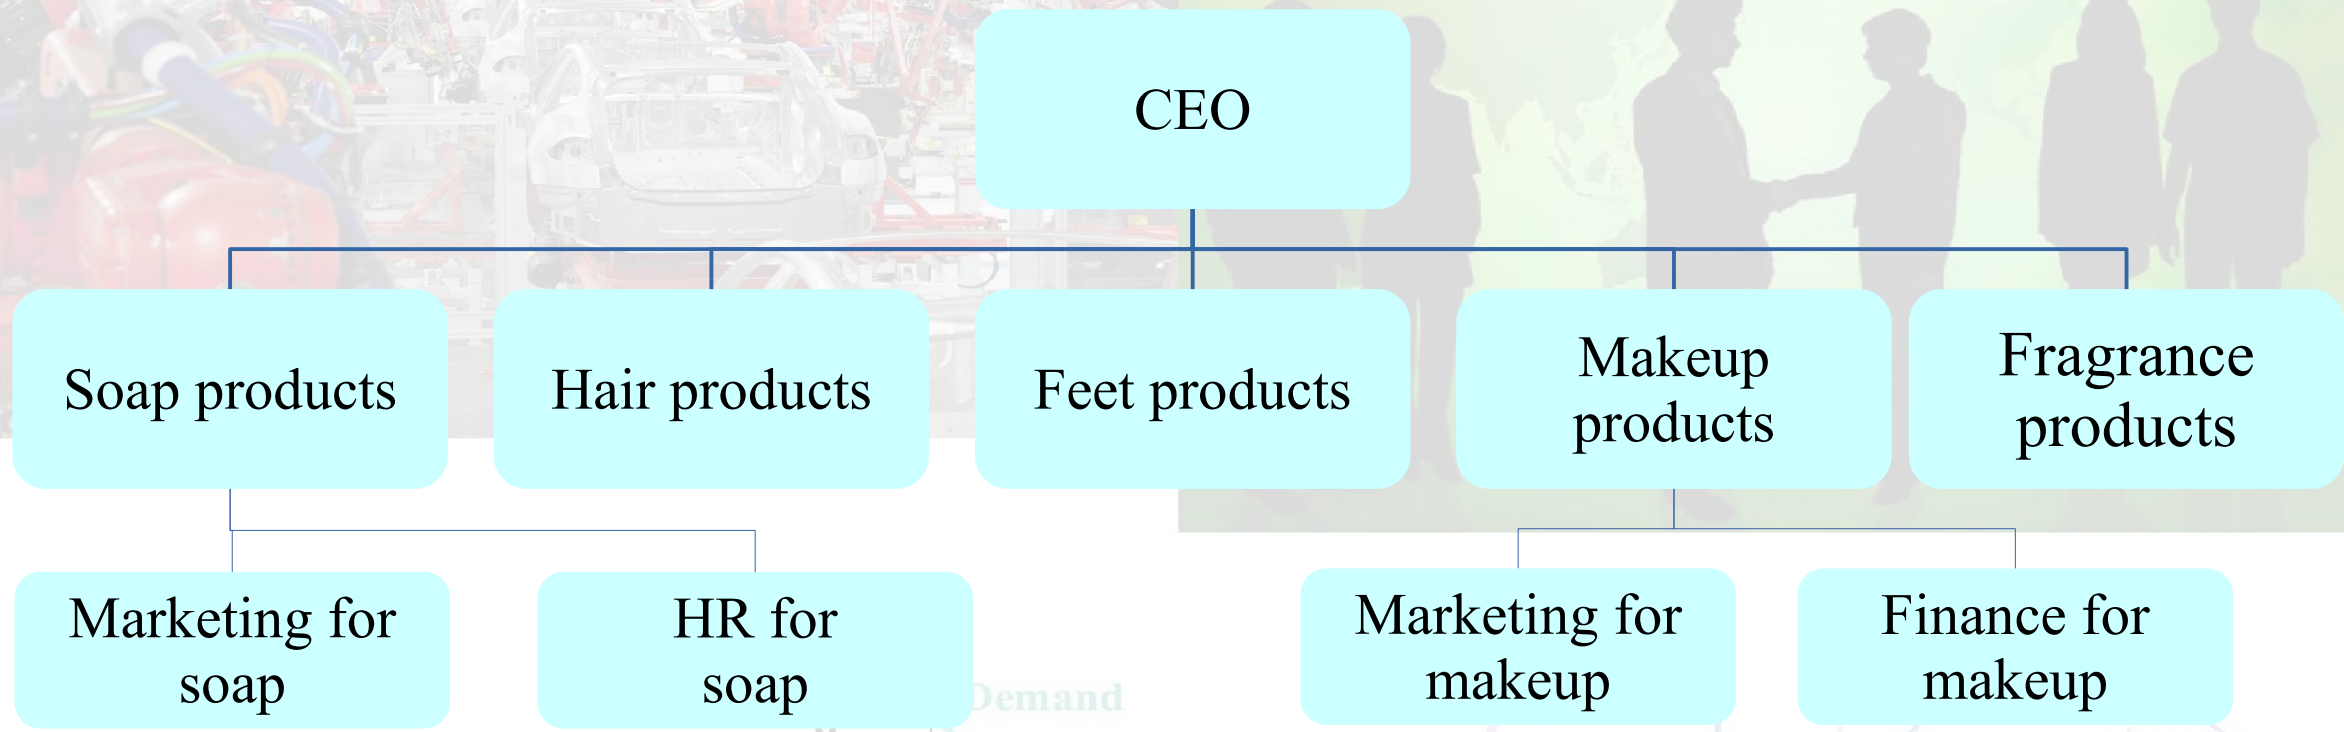 CEO
Soap products
Hair products
Feet products
Makeup
products
Fragrance
products
Marketing for
soap
HR for
soap
Marketing for
makeup
Finance for
makeup
Demand